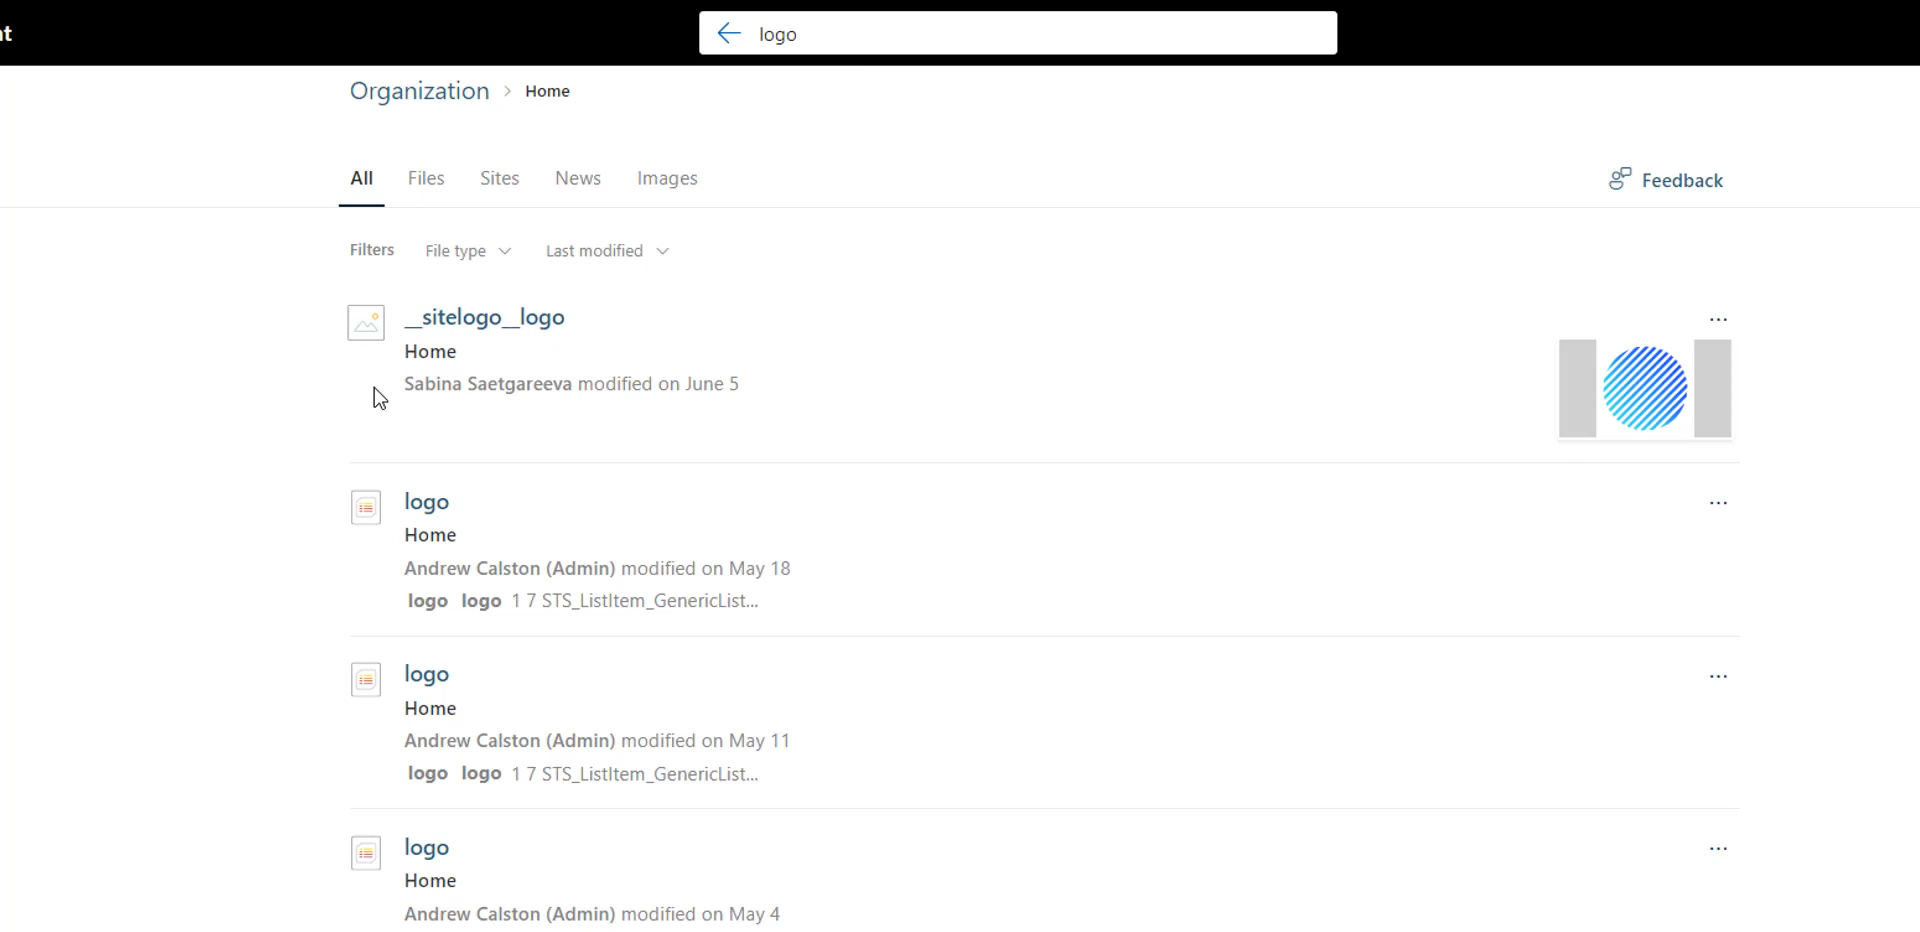 nt
logo
Organization > Home
All Files Sites News Images
Feedback
Filters File type Last modified
__sitelogo__logo
Home
Sabina Saetgareeva modified on June 5
logo
Home
Andrew Calston (Admin) modified on May 18
logo logo 1 7 STS_ListItem_GenericList...
logo
Home
Andrew Calston (Admin) modified on May 11
logo logo 1 7 STS_ListItem_GenericList...
logo
Home
Andrew Calston (Admin) modified on May 4